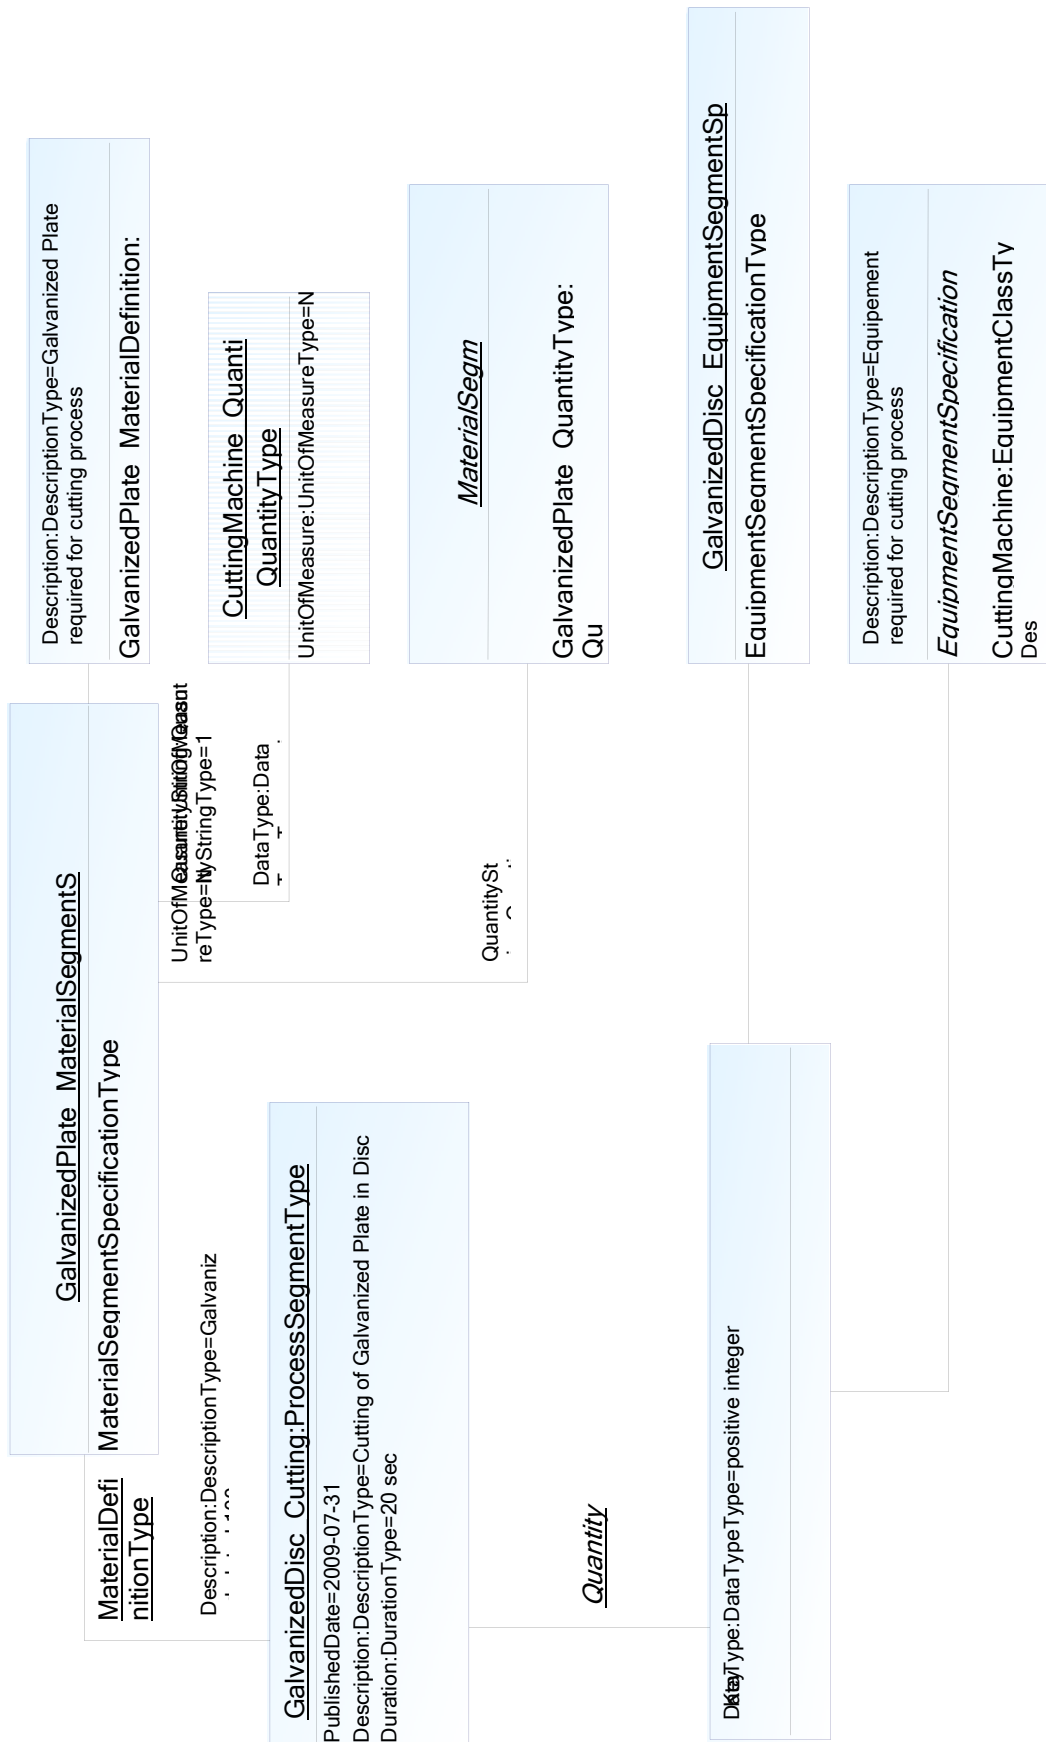 Description:DescriptionType=Galvanized Plate
required for cutting process
GalvanizedPlate MaterialDefinition:
CuttingMachine Quanti
QuantityType
UnitOfMeasure:UnitOfMeasureType=N
MaterialSegm
GalvanizedPlate QuantityType:
Qu
GalvanizedDisc EquipmentSegmentSp
EquipmentSegmentSpecificationType
Description:DescriptionType=Equipement
required for cutting process
EquipmentSegmentSpecification
CuttingMachine:EquipmentClassTy
Des
GalvanizedPlate MaterialSegmentS
MaterialSegmentSpecificationType
reType=NyStringType=1
DataType:Data
QuantitySt
MaterialDefi
nitionType
Description:DescriptionType=Galvaniz
GalvanizedDisc Cutting:ProcessSegmentType
PublishedDate=2009-07-31
Description:DescriptionType=Cutting of Galvanized Plate in Disc
Duration:DurationType=20 sec
Quantity
DataType:DataTypeType=positive integer